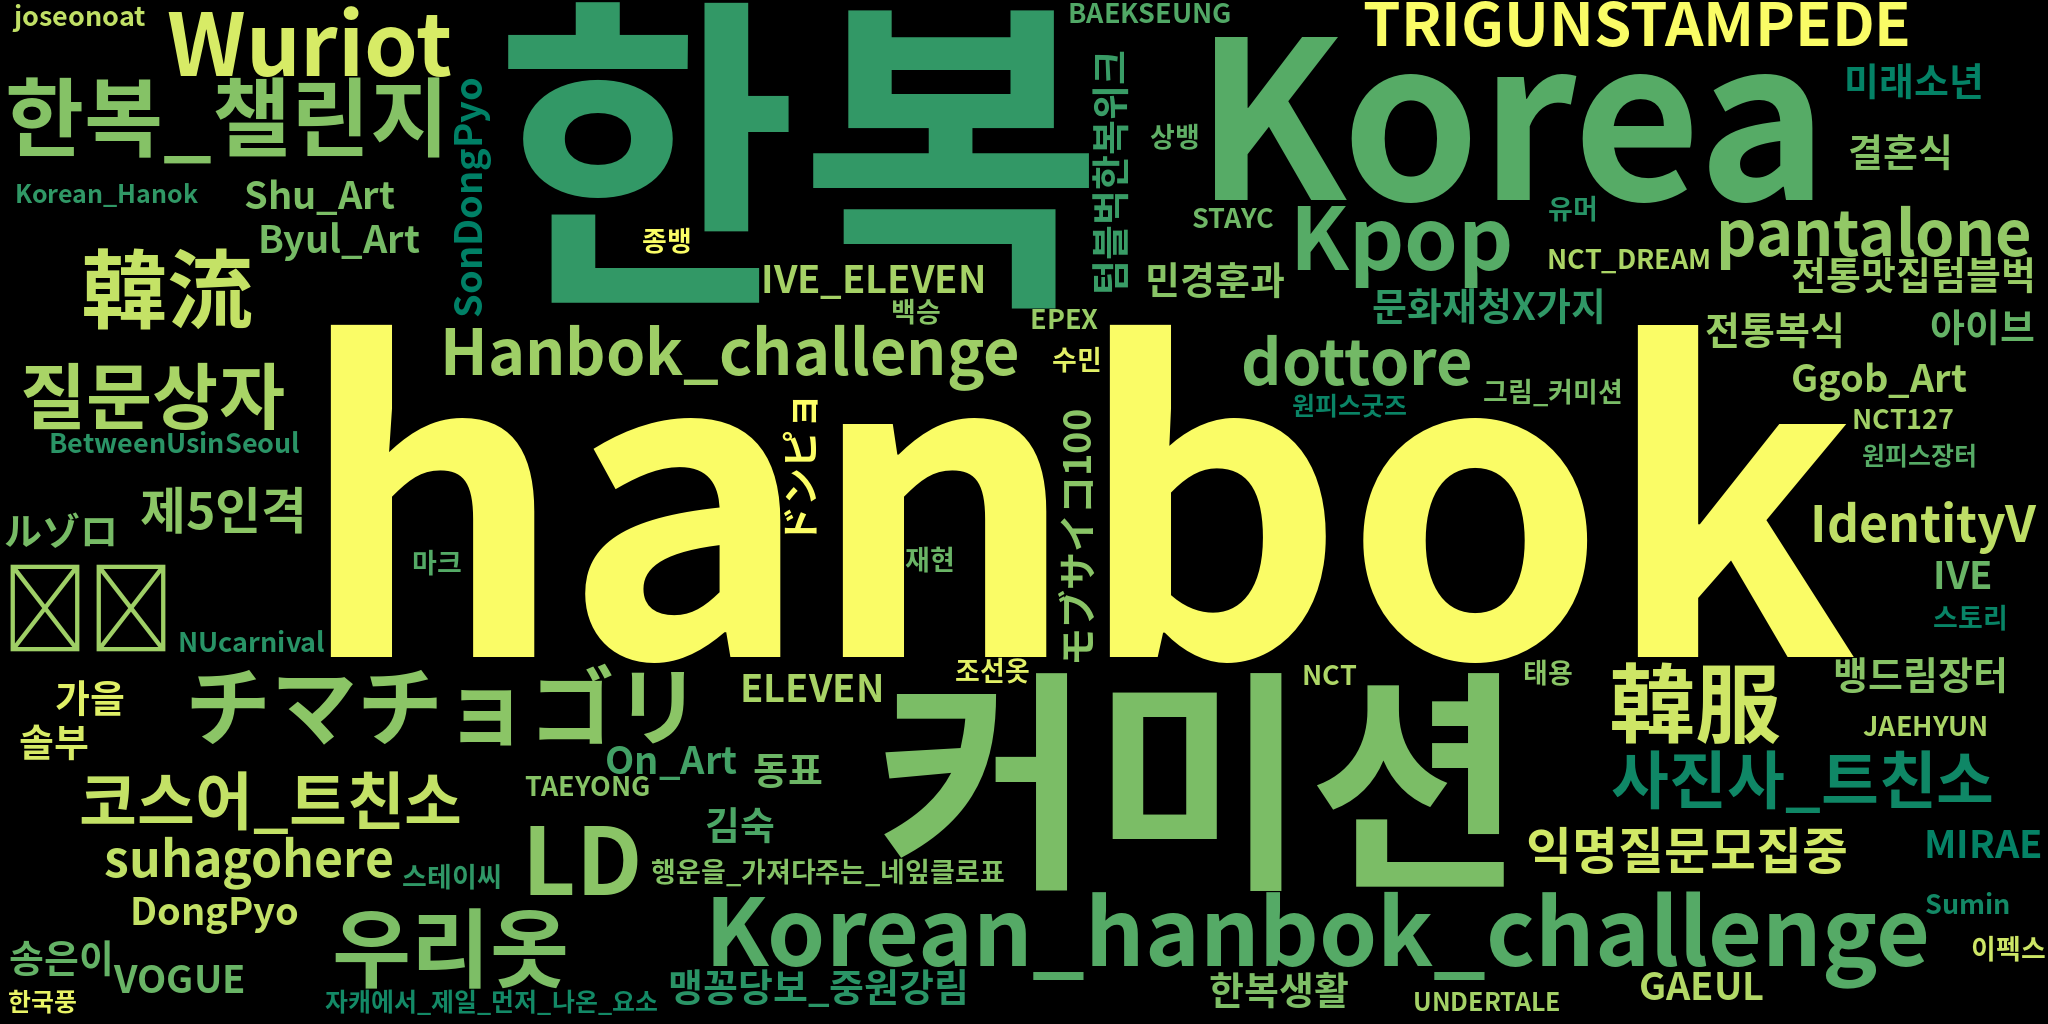 joseonoat
Wuriot
한복
BAEKSEUNG
TRIGUNSTAMPEDE
Korea
한복_챌린지
SonDongPyo
텀블벅한복위크
상뱅
미래소년
결혼식
Korean_Hanok
Shu_Art
Byul_Art
종뱅
STAYC
Kpop
유머
NCT_DREAM
pantalone
전통맛집텀블벅
韓流
IVE_ELEVEN
백승
민경훈과
문화재청X가지
EPEX
수민
전통복식
아이브
Hanbok_challenge
dottore
그림_커미션
원피스굿즈
Ggob_Art
NCT127
원피스장터
질문상자
BetweenUsinSeoul
hanbok
ドンピョ
モブサイコ100
제5인격
ルゾロ
마크
재현
IdentityV
IVE
스토리
NUcarnival
가을
솔부
チマチョゴリ
ELEVEN
조선옷
NCT
태용
韓服
뱅드림장터
JAEHYUN
커미션
On_Art
TAEYONG
동표
김숙
코스어_트친소
사진사_트친소
suhagohere
스테이씨
LD
행운을_가져다주는_네잎클로표
익명질문모집중
MIRAE
DongPyo
우리옷
Korean_hanbok_challenge
Sumin
이펙스
송은이
VOGUE
한국풍
자캐에서_제일_먼저_나온_요소
맹꽁당보_중원강림
한복생활
UNDERTALE
GAEUL